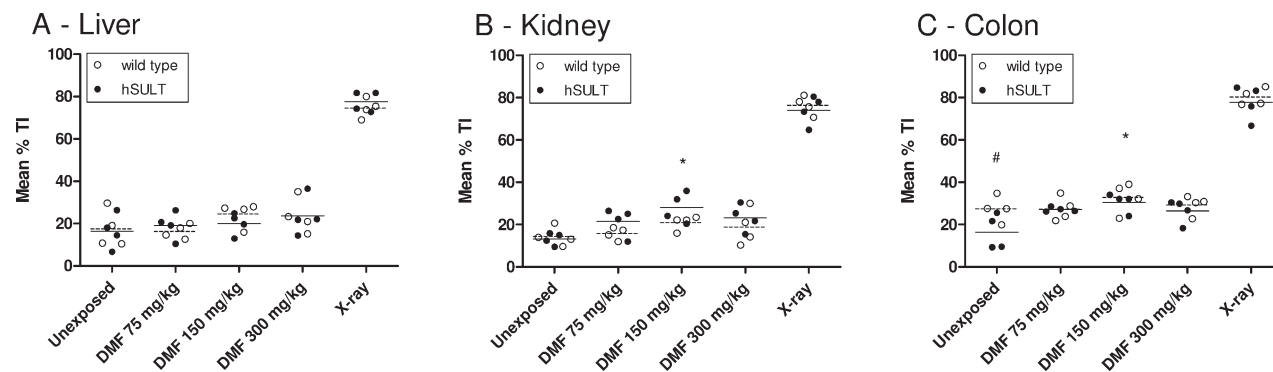 A - Liver
100
80
60
40
20
0
Mean % TI
wild type
hSULT
Unexposed
DMF 75 mg/kg
DMF 150 mg/kg
DMF 300 mg/kg
X-ray
B - Kidney
100
80
60
40
20
0
Mean % TI
wild type
hSULT
*
Unexposed
DMF 75 mg/kg
DMF 150 mg/kg
DMF 300 mg/kg
X-ray
C - Colon
100
80
60
40
20
0
Mean % TI
wild type
hSULT
#
*
Unexposed
DMF 75 mg/kg
DMF 150 mg/kg
DMF 300 mg/kg
X-ray